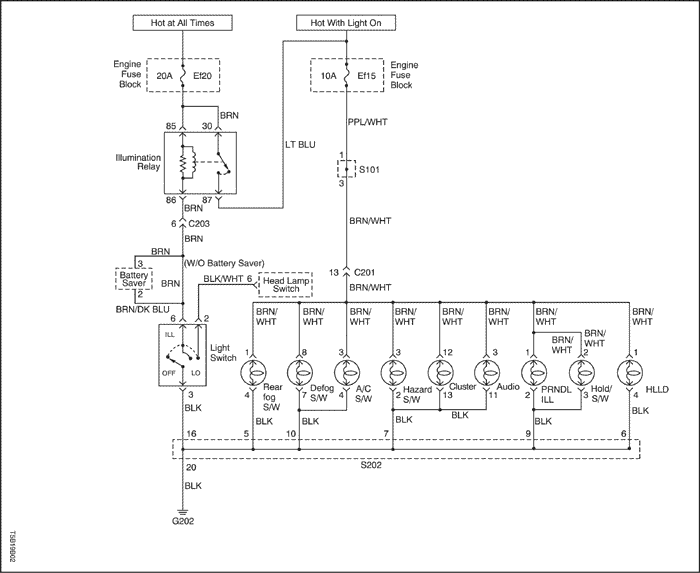 Hot at All Times
Hot With Light On
Engine
Fuse
Block
20A
Ef20
10A
Ef15
Engine
Fuse
Block
BRN
85
30
PPL/WHT
LT BLU
Illumination
Relay
1
S101
3
86
87
BRN
6
C203
BRN
BRN/WHT
BRN
(W/O Battery Saver)
3
Battery
Saver
2
BRN
BLK/WHT
6
Head Lamp
Switch
13
C201
BRN/WHT
BRN/DK BLU
6
2
ILL
OFF
LO
Light
Switch
3
BLK
BRN/
WHT
BRN/
WHT
BRN/
WHT
BRN/
WHT
BRN/
WHT
BRN/
WHT
BRN/
WHT
BRN/
WHT
BRN/
WHT
BRN/
WHT
1
8
3
3
12
3
1
2
1
Rear
fog
S/W
4
Defog
S/W
7
A/C
S/W
4
Hazard
S/W
2
Cluster
13
Audio
11
PRNDL
ILL
2
Hold/
S/W
3
HLLD
4
BLK
BLK
BLK
BLK
BLK
BLK
16
5
10
7
9
6
S202
20
BLK
G202
T5B19B02